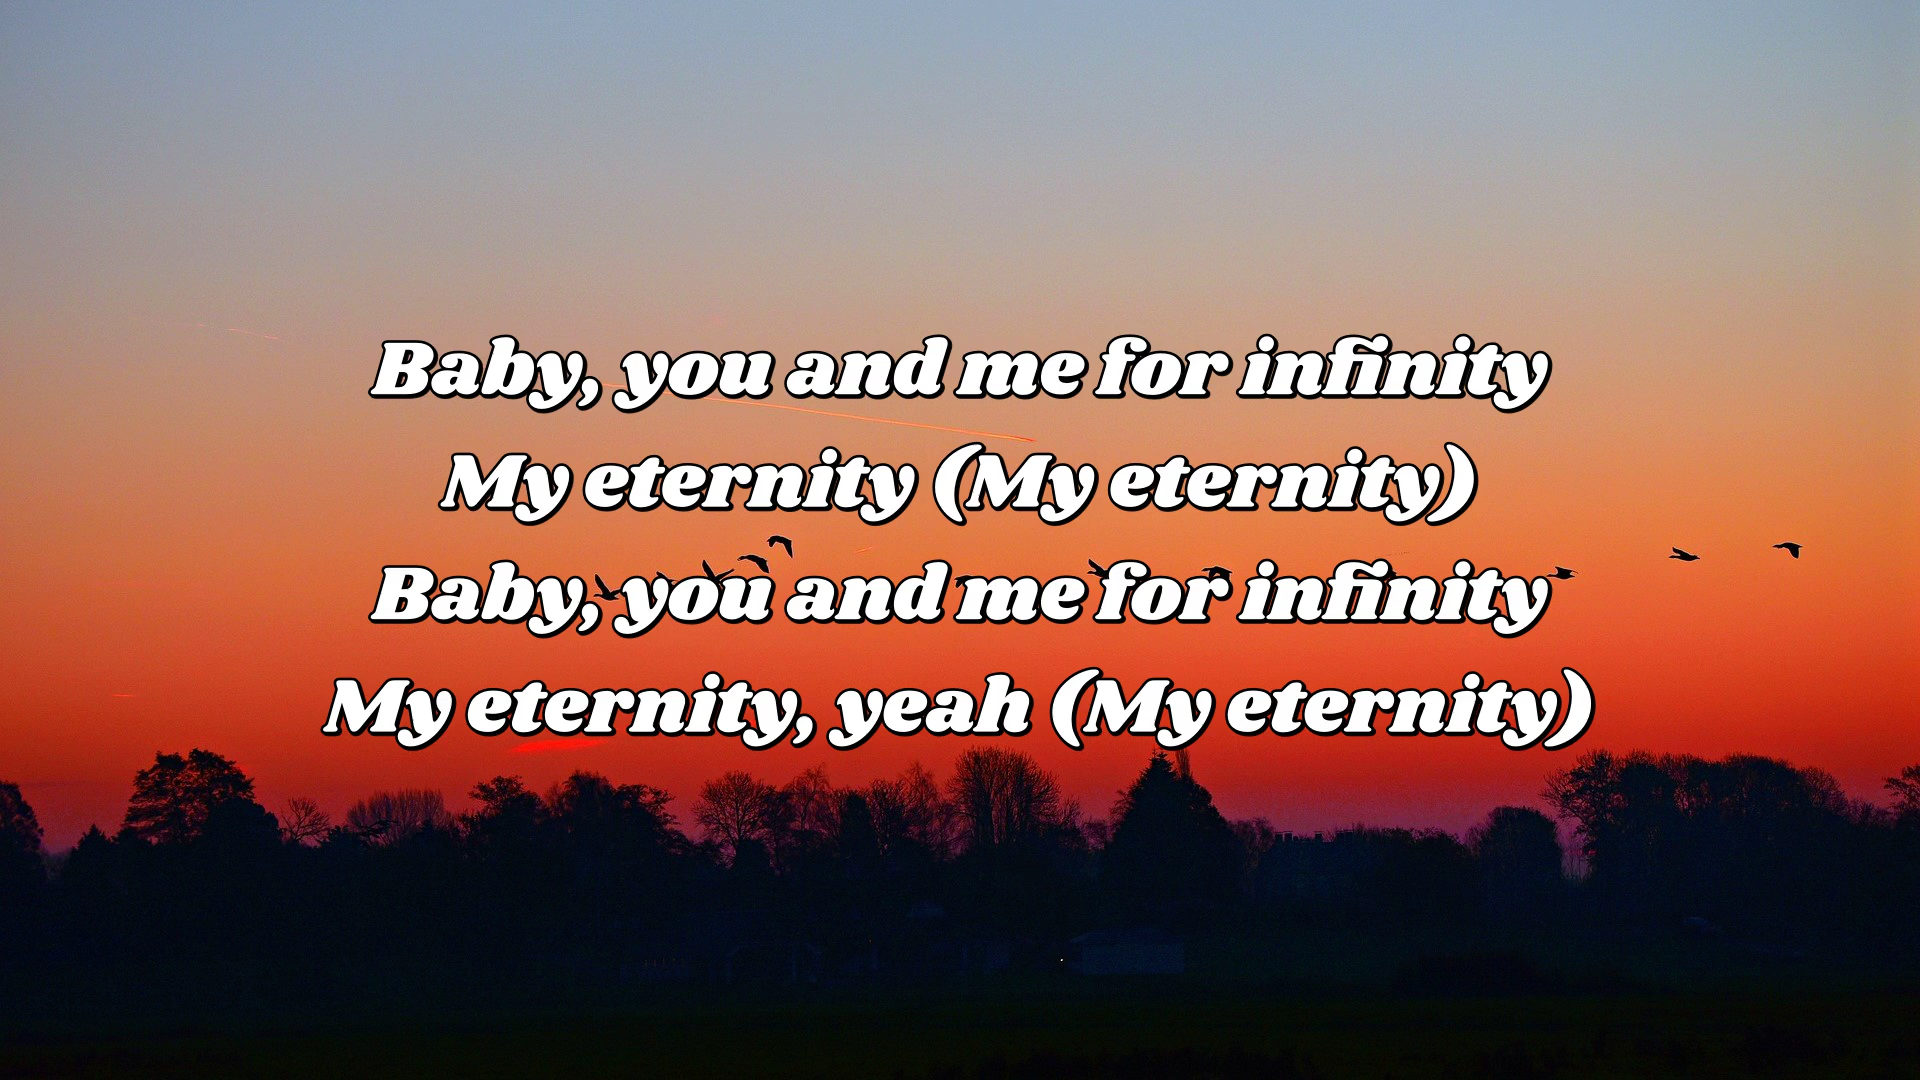 Baby, you and me for infinity
My eternity (My eternity)
Baby, you and me for infinity
My eternity, yeah (My eternity)